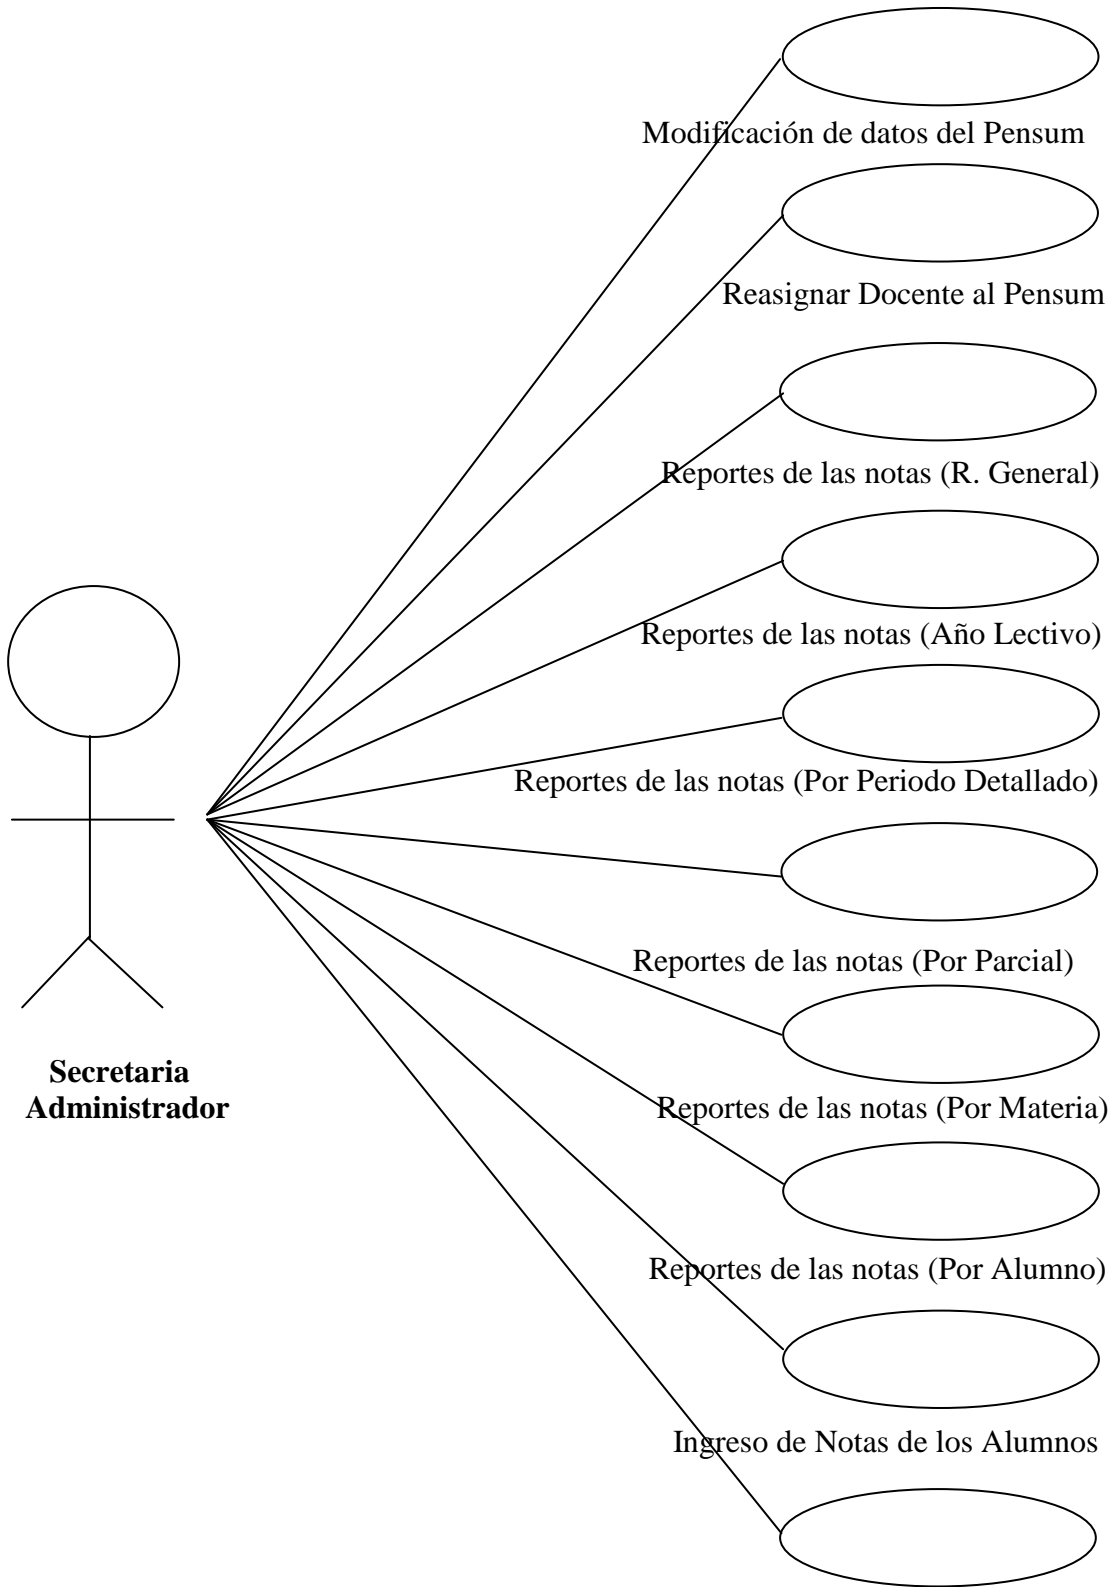 Modificación de datos del Pensum
Reasignar Docente al Pensum
Reportes de las notas (R. General)
Reportes de las notas (Año Lectivo)
Reportes de las notas (Por Periodo Detallado)
Reportes de las notas (Por Parcial)
Secretaria
Administrador
Reportes de las notas (Por Materia)
Reportes de las notas (Por Alumno)
Ingreso de Notas de los Alumnos